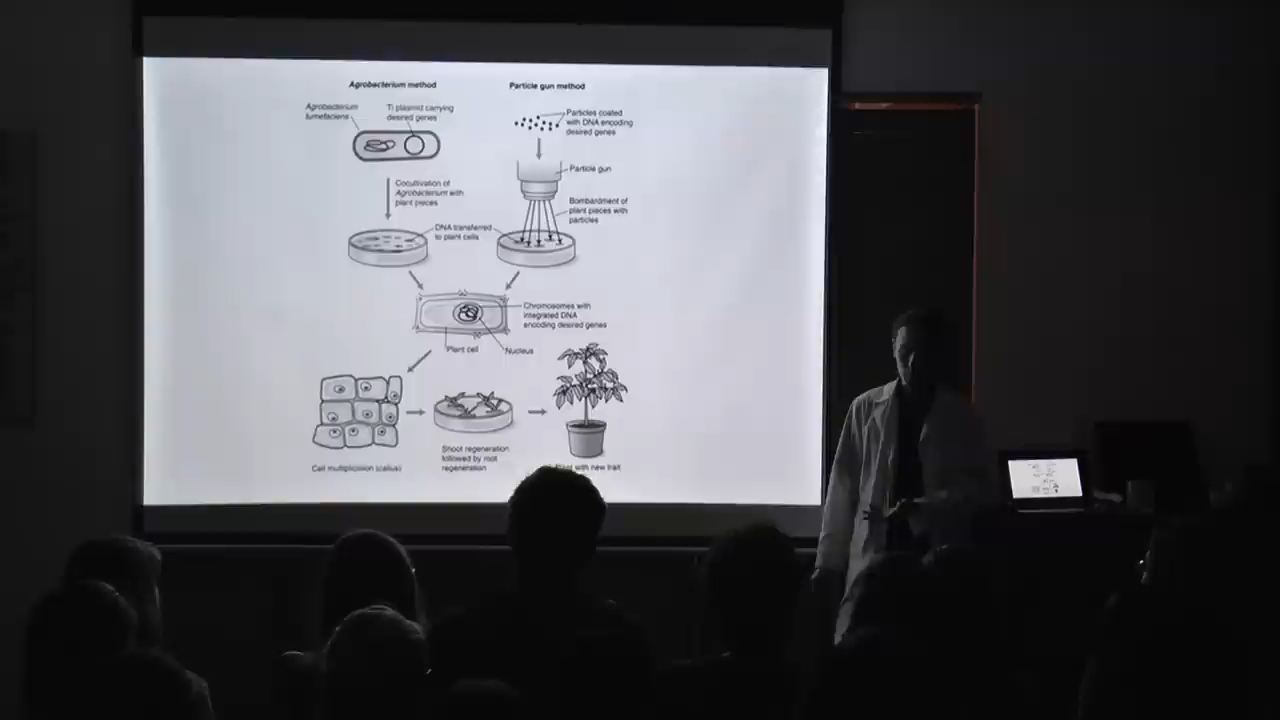 Agrobacterium method
Particle gun method
Agrobacterium
tumefaciens
Ti plasmid carrying
desired genes
Particles coated
with DNA encoding
desired genes
Particle gun
Cocultivation of
Agrobacterium with
plant pieces
Bombardment of
plant pieces with
particles
DNA transferred
to plant cells
Chromosomes with
integrated DNA
encoding desired genes
Plant cell
Nucleus
Cell multiplication (callus)
Shoot regeneration
followed by root
regeneration
Plant with new trait